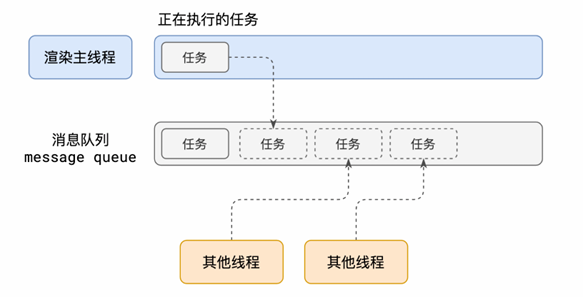 正在执行的任务
渲染主线程
任务
消息队列
message queue
任务
任务
任务
任务
其他线程
其他线程